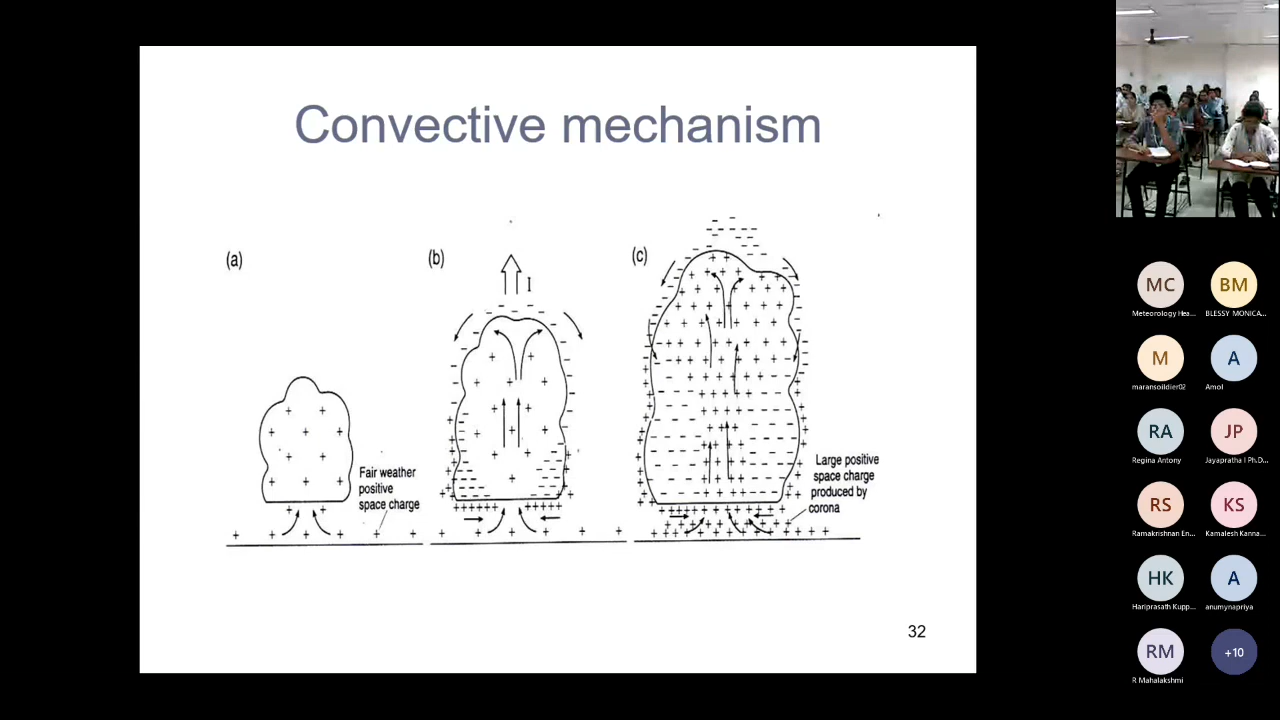 Convective mechanism
(a)
(b)
(c)
I
Fair weather
positive
space charge
Large positive
space charge
produced by
corona
32
MC
BM
Meteorology Hea...
BLESSY MONICA...
M
A
maransoildier02
Amol
RA
JP
Regina Antony
Jayapratha I Ph.D...
RS
KS
Ramakrishnan En...
Kamalesh Kanna...
HK
A
Hariprasath Kupp...
anumynapriya
RM
+10
R Mahalakshmi